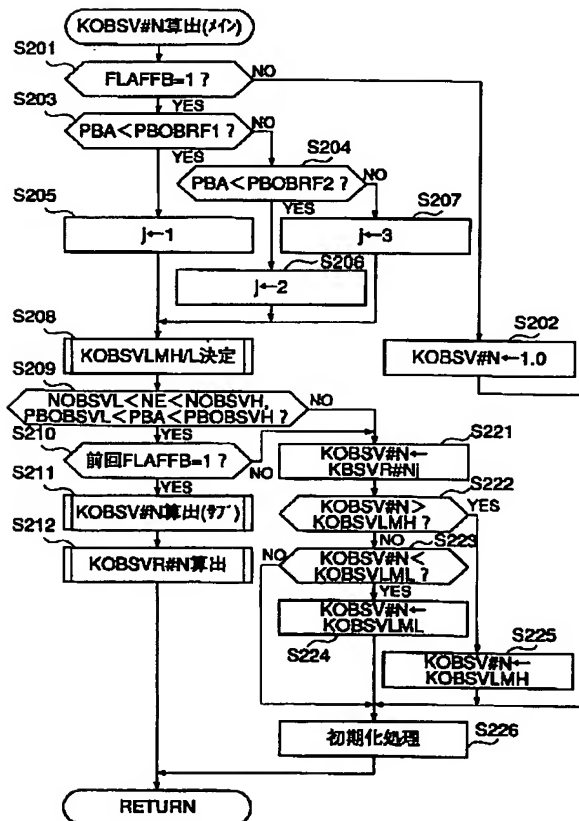 KOBSV#N算出(ﾒｲﾝ)
S201
FLAFFB=1?
NO
YES
S203
PBA<PBOBRF1?
NO
YES
S204
PBA<PBOBRF2?
NO
YES
S205
j←1
S207
j←3
S206
j←2
S208
KOBSVLMH/L決定
S202
KOBSV#N←1.0
S209
NOBSVL<NE<NOBSVH,
PBOBSVL<PBA<PBOBSVH?
NO
YES
S210
前回FLAFFB=1?
NO
YES
S221
KOBSV#N←
KBSVR#Nj
S211
KOBSV#N算出(ｻﾌﾞ)
S222
KOBSV#N>
KOBSVLMH?
YES
NO
S212
KOBSVR#N算出
S223
KOBSV#N<
KOBSVLML?
NO
YES
KOBSV#N←
KOBSVLML
S224
S225
KOBSV#N←
KOBSVLMH
初期化処理
S226
RETURN